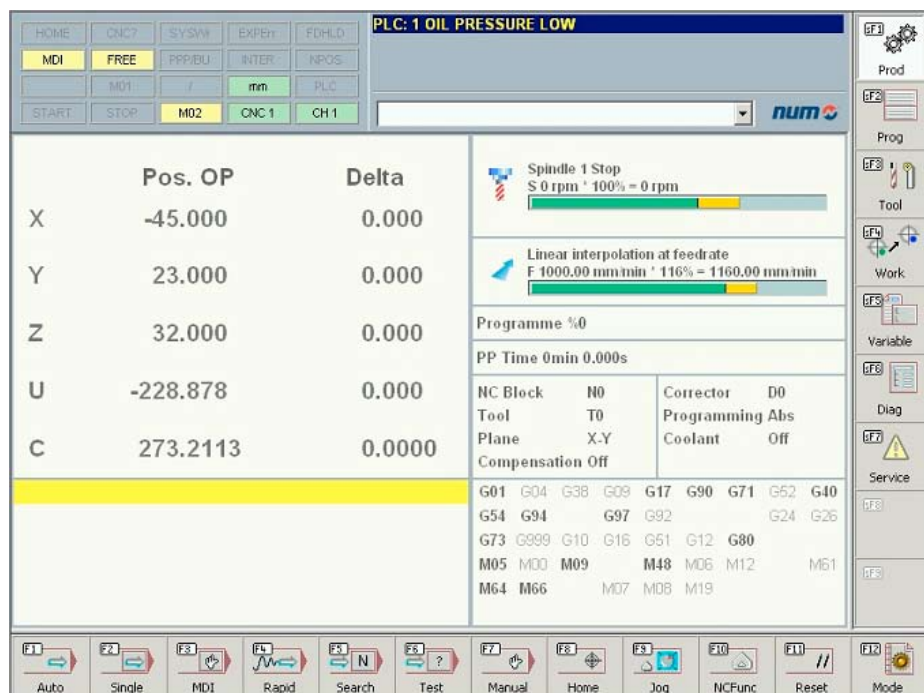 HOME CNC? SYSWr EXPErr FDHLD
MDI FREE PPP/BU INTER NPOS
M01 / mm PLC
START STOP M02 CNC 1 CH 1
PLC: 1 OIL PRESSURE LOW
num
Pos. OP Delta
X -45.000 0.000
Y 23.000 0.000
Z 32.000 0.000
U -228.878 0.000
C 273.2113 0.0000
Spindle 1 Stop
S 0 rpm * 100% = 0 rpm
Linear interpolation at feedrate
F 1000.00 mm/min * 116% = 1160.00 mm/min
Programme %0
PP Time 0min 0.000s
NC Block N0
Tool T0
Plane X-Y
Compensation Off
Corrector D0
Programming Abs
Coolant Off
G01 G04 G38 G09 G17 G90 G71 G52 G40
G54 G94 G97 G92 G24 G26
G73 G999 G10 G16 G51 G12 G80
M05 M00 M09 M48 M06 M12 M61
M64 M66 M07 M08 M19
sF1
Prod
sF2
Prog
sF3
Tool
sF4
Work
sF5
Variable
sF6
Diag
sF7
Service
sF8
sF9
F1 Auto
F2 Single
F3 MDI
F4 Rapid
F5 N Search
F6 ? Test
F7 Manual
F8 Home
F9 Jog
F10 NCFunc
F11 // Reset
F12 Mode